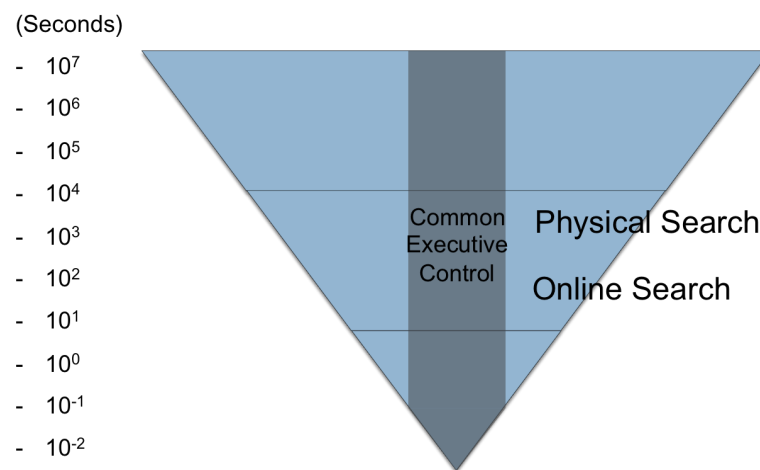 (Seconds)
- 10⁷
- 10⁶
- 10⁵
- 10⁴
- 10³
- 10²
- 10¹
- 10⁰
- 10⁻¹
- 10⁻²
Common
Executive
Control
Physical Search
Online Search